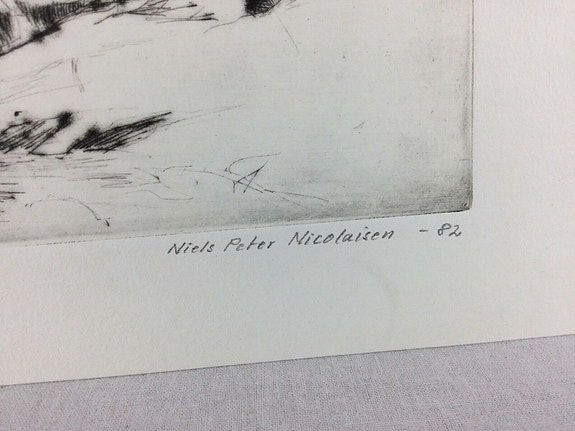 Niels Peter Nicolaisen - 82